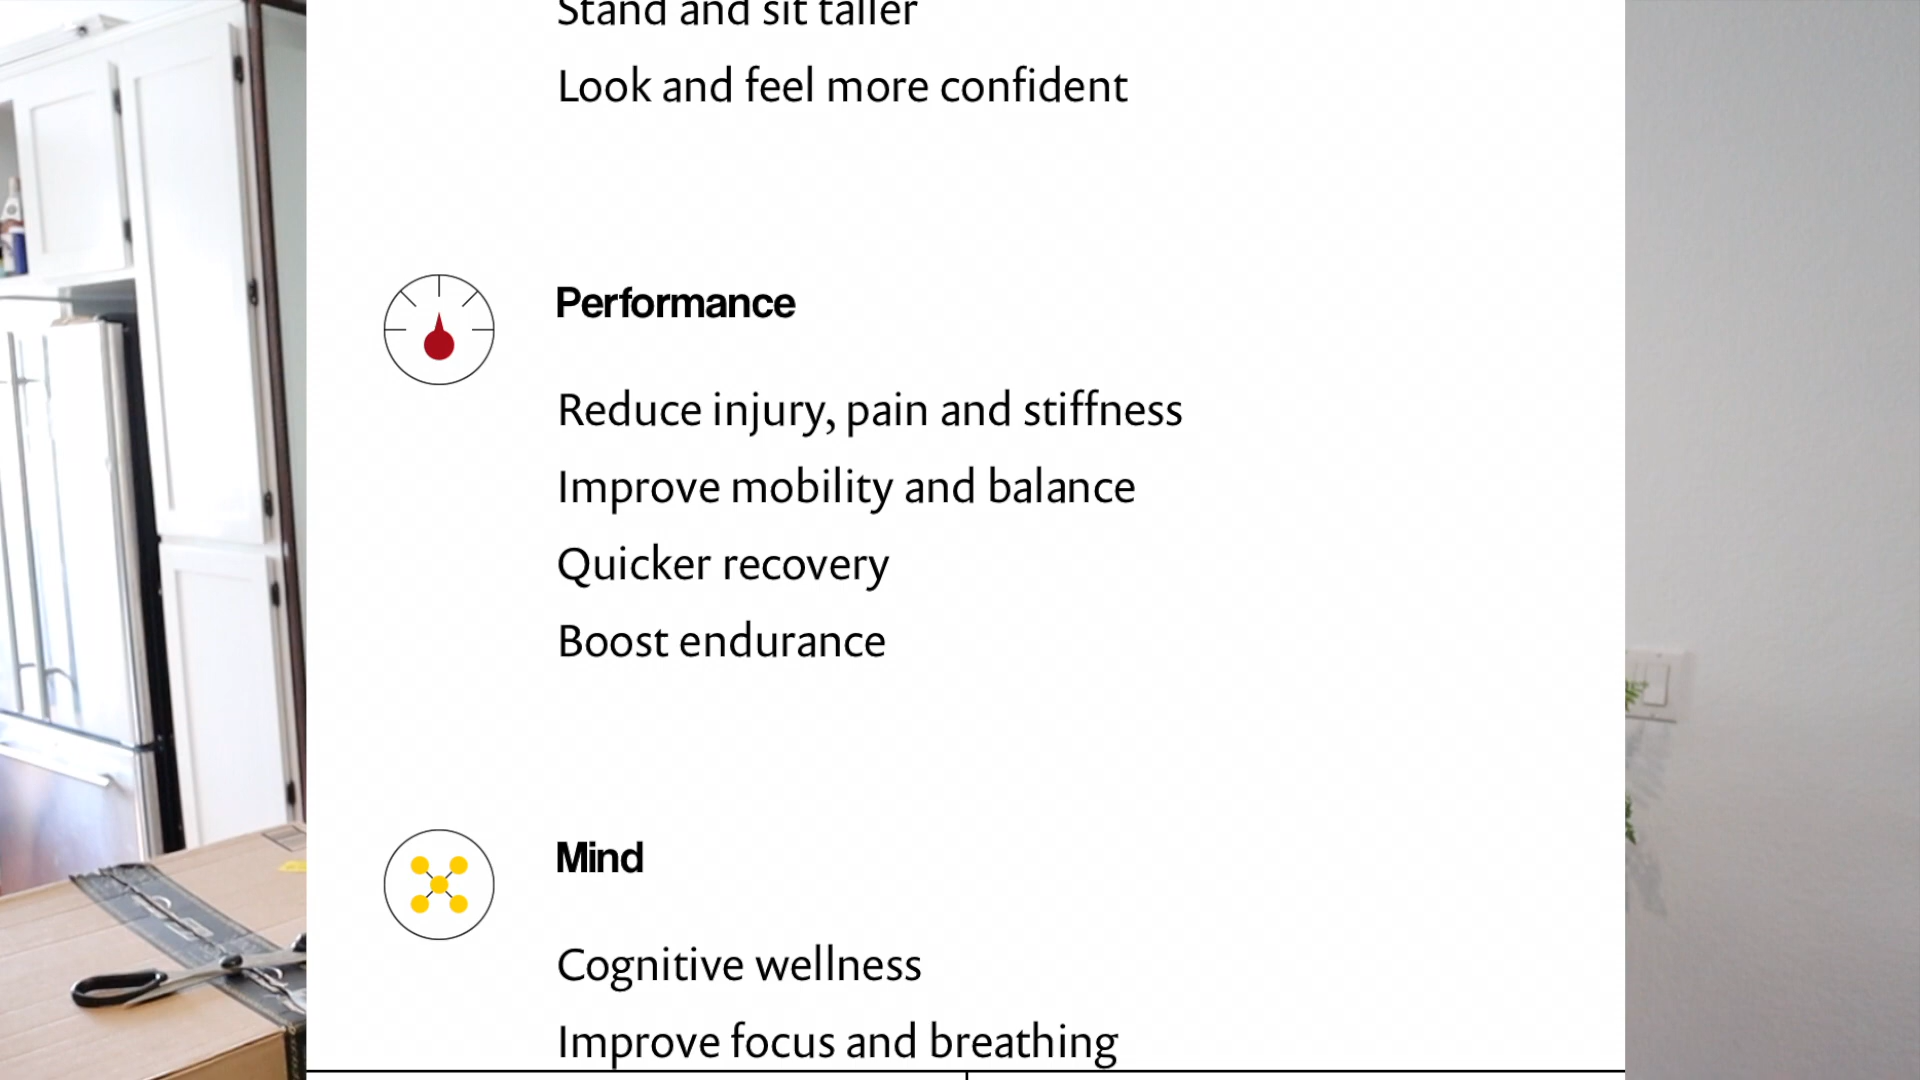 Stand and sit taller
Look and feel more confident
Performance
Reduce injury, pain and stiffness
Improve mobility and balance
Quicker recovery
Boost endurance
Mind
Cognitive wellness
Improve focus and breathing